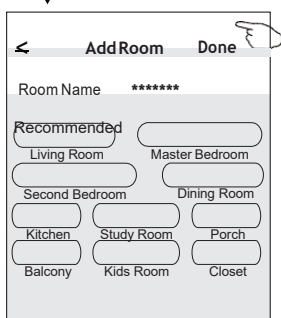 < Add Room Done
Room Name *******
Recommended
Living Room Master Bedroom
Second Bedroom Dining Room
Kitchen Study Room Porch
Balcony Kids Room Closet